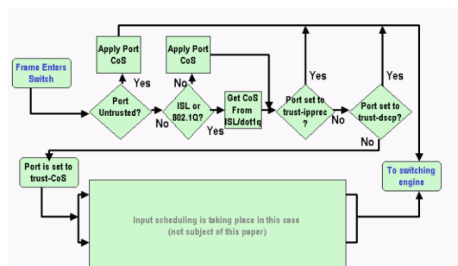 Frame Enters
Switch
Apply Port
CoS
Apply Port
CoS
Yes
No
Yes
Yes
Port
Untrusted?
No
ISL or
802.1Q?
Yes
Get CoS
From
ISL/dot1q
Port set to
trust-ipprec
?
No
Port set to
trust-dscp?
No
Port is set to
trust-CoS
To switching
engine
Input scheduling is taking place in this case
(not subject of this paper)